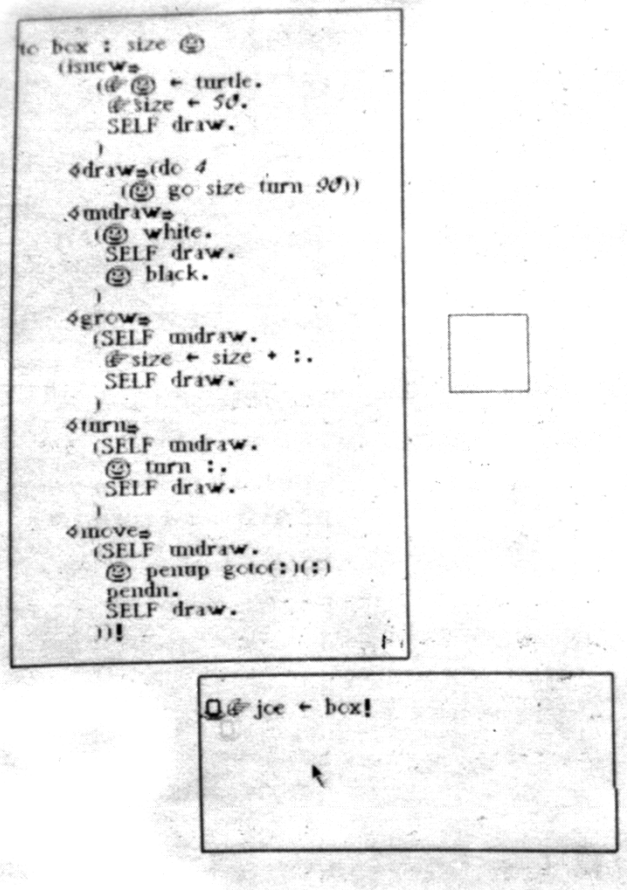 to box : size ☺
(isnew⇒
(☞☺ ← turtle.
☞size ← 50.
SELF draw.
)
∢draw⇒(do 4
(☺ go size turn 90))
∢undraw⇒
(☺ white.
SELF draw.
☺ black.
)
∢grow⇒
(SELF undraw.
☞size ← size + :.
SELF draw.
)
∢turn⇒
(SELF undraw.
☺ turn :.
SELF draw.
)
∢move⇒
(SELF undraw.
☺ penup goto(:)(:)
pendn.
SELF draw.
))!
☞ joe ← box!